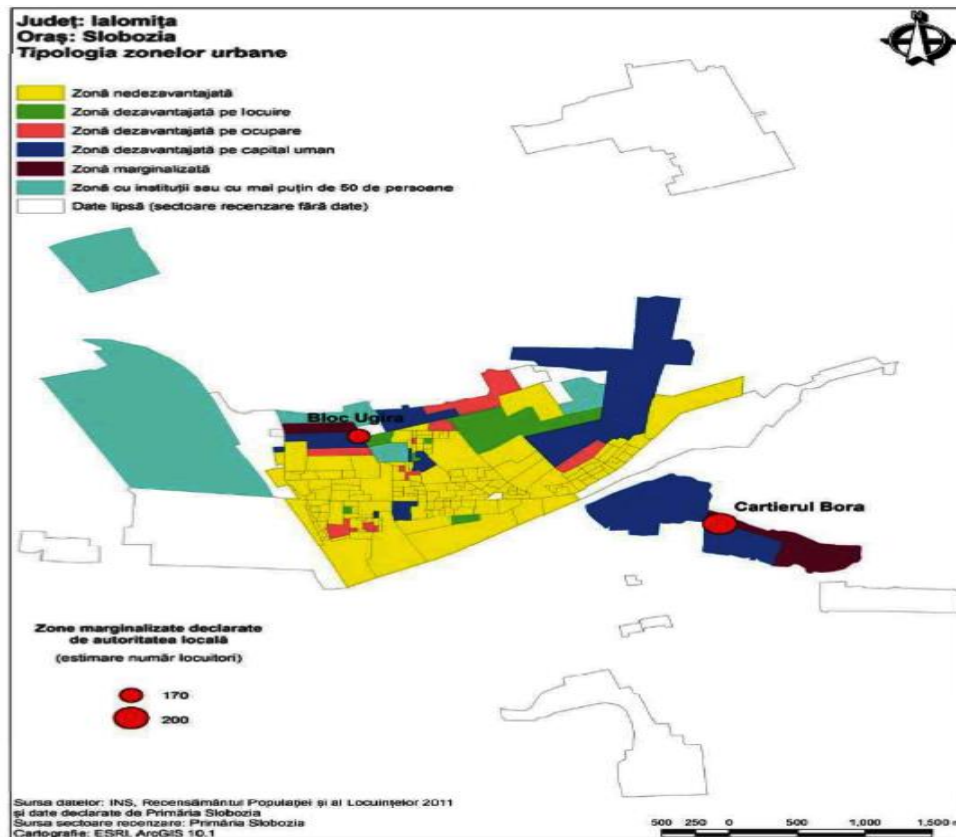 Județ: Ialomița
Oraș: Slobozia
Tipologia zonelor urbane
Zonă nedezavantajată
Zonă dezavantajată pe locuire
Zonă dezavantajată pe ocupare
Zonă dezavantajată pe capital uman
Zonă marginalizată
Zonă cu instituții sau cu mai puțin de 50 de persoane
Date lipsă (sectoare recenzare fără date)
Bloc Ugira
Cartierul Bora
Zone marginalizate declarate
de autoritatea locală
(estimare număr locuitori)
170
200
Sursa datelor: INS, Recensământul Populației și al Locuințelor 2011
și date declarate de Primăria Slobozia
Sursa sectoare recenzare: Primăria Slobozia
Cartografie: ESRI, ArcGIS 10.1
500 250 0 500 1,000 1,500